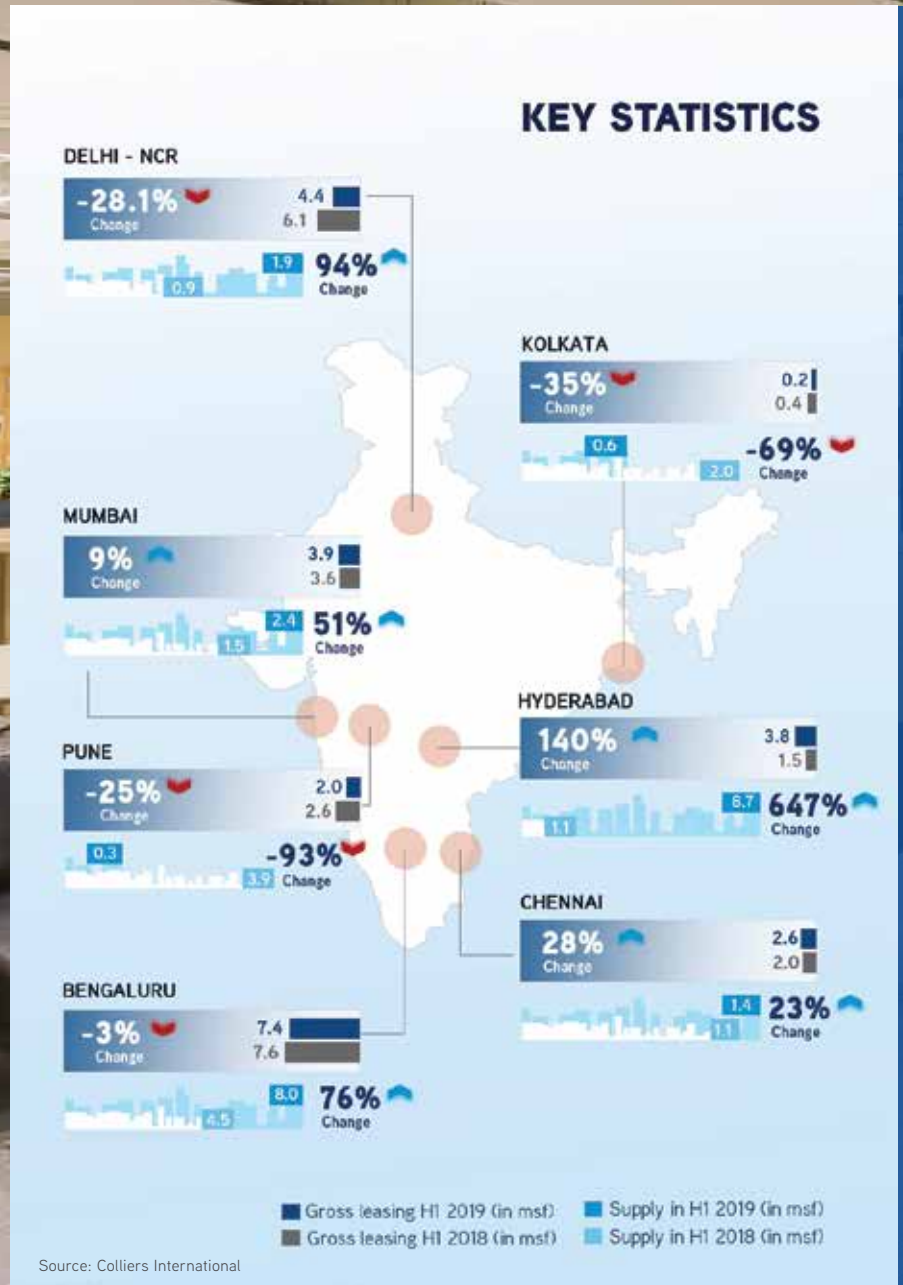 KEY STATISTICS
DELHI - NCR
-28.1%
Change
4.4
6.1
1.9
0.9
94%
Change
KOLKATA
-35%
Change
0.2
0.4
0.6
2.0
-69%
Change
MUMBAI
9%
Change
3.9
3.6
2.4
1.5
51%
Change
HYDERABAD
140%
Change
3.8
1.5
8.7
1.1
647%
Change
PUNE
-25%
Change
2.0
2.6
0.3
3.9
-93%
Change
CHENNAI
28%
Change
2.6
2.0
1.4
1.1
23%
Change
BENGALURU
-3%
Change
7.4
7.6
8.0
4.5
76%
Change
Gross leasing H1 2019 (in msf)
Supply in H1 2019 (in msf)
Gross leasing H1 2018 (in msf)
Supply in H1 2018 (in msf)
Source: Colliers International